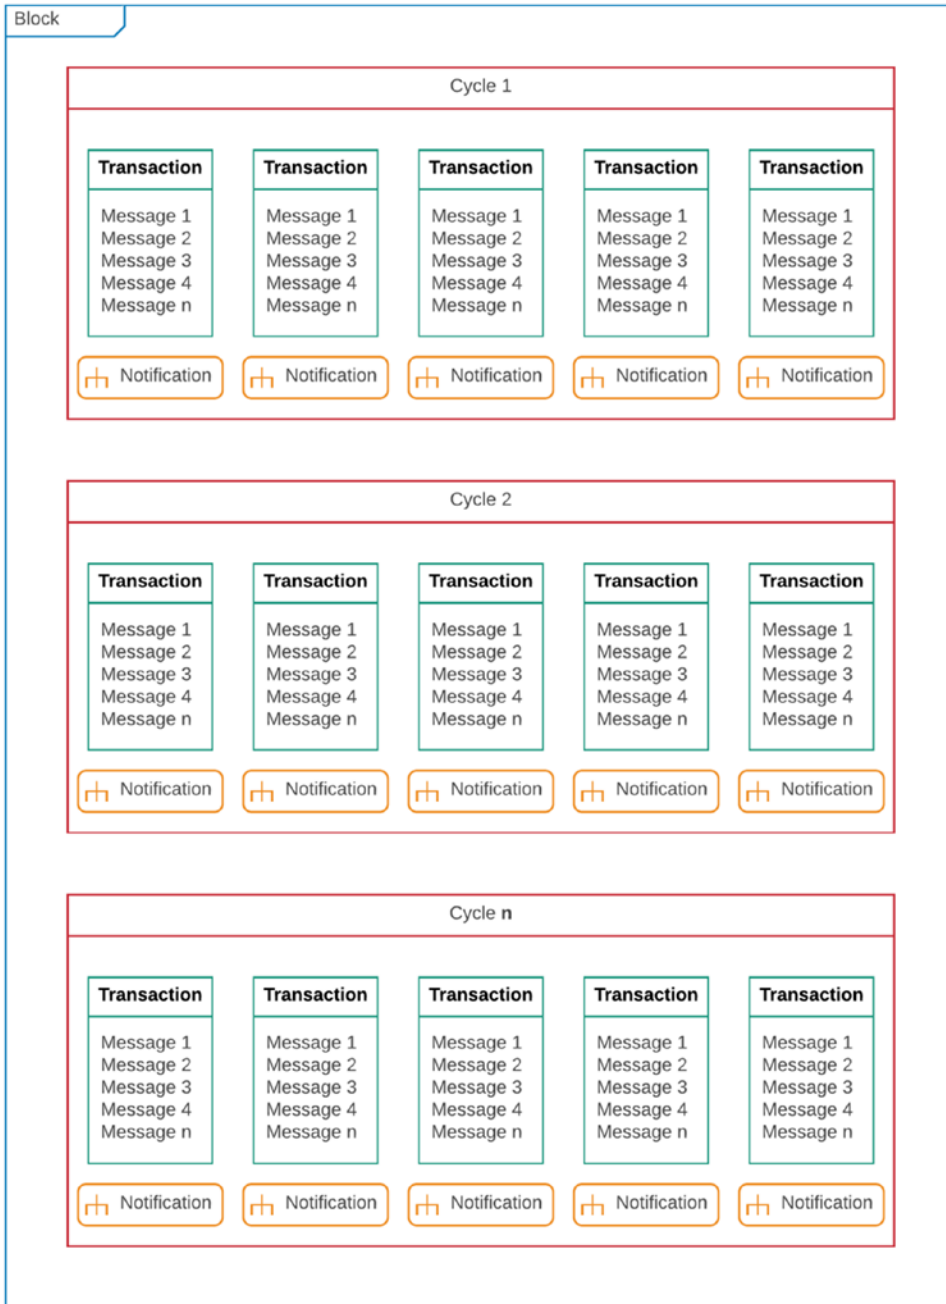 Block
Cycle 1
Transaction Transaction Transaction Transaction Transaction
Message 1 Message 1 Message 1 Message 1 Message 1
Message 2 Message 2 Message 2 Message 2 Message 2
Message 3 Message 3 Message 3 Message 3 Message 3
Message 4 Message 4 Message 4 Message 4 Message 4
Message n Message n Message n Message n Message n
Notification Notification Notification Notification Notification
Cycle 2
Transaction Transaction Transaction Transaction Transaction
Message 1 Message 1 Message 1 Message 1 Message 1
Message 2 Message 2 Message 2 Message 2 Message 2
Message 3 Message 3 Message 3 Message 3 Message 3
Message 4 Message 4 Message 4 Message 4 Message 4
Message n Message n Message n Message n Message n
Notification Notification Notification Notification Notification
Cycle n
Transaction Transaction Transaction Transaction Transaction
Message 1 Message 1 Message 1 Message 1 Message 1
Message 2 Message 2 Message 2 Message 2 Message 2
Message 3 Message 3 Message 3 Message 3 Message 3
Message 4 Message 4 Message 4 Message 4 Message 4
Message n Message n Message n Message n Message n
Notification Notification Notification Notification Notification